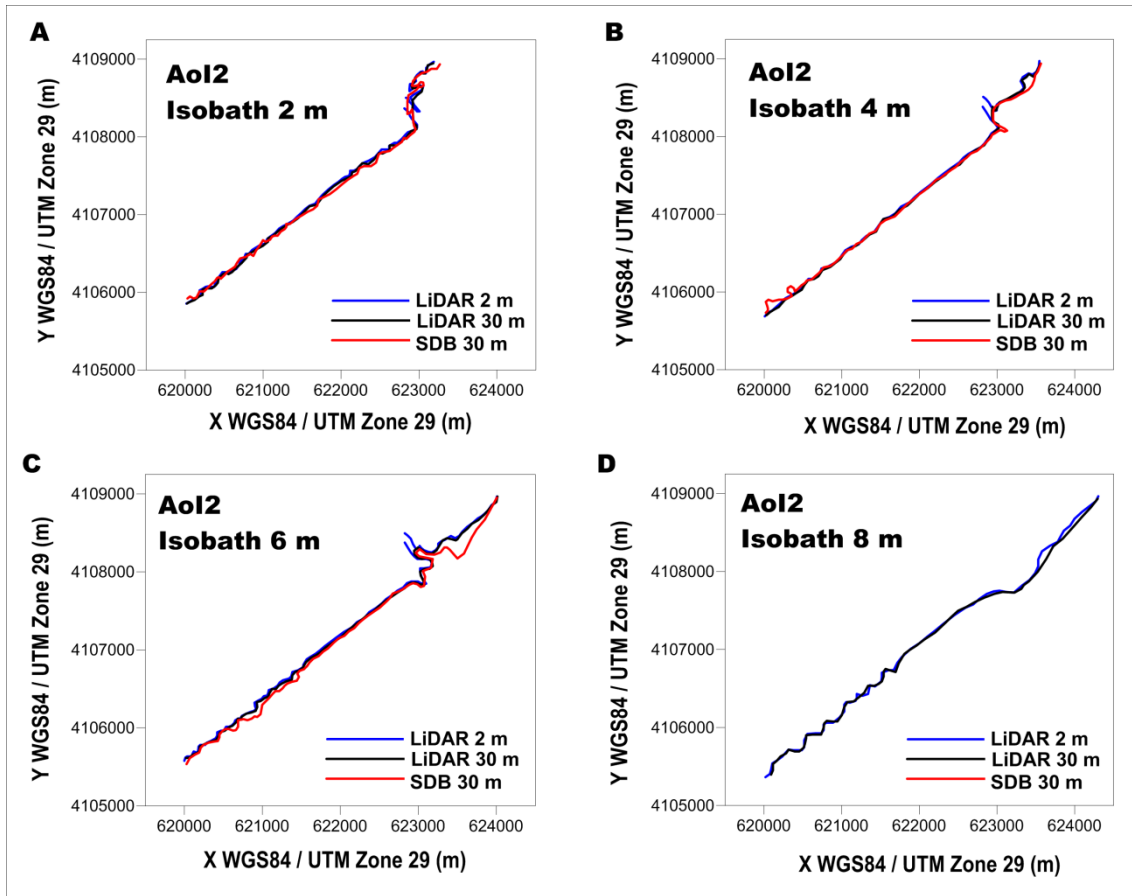 A
AoI2
Isobath 2 m
4109000
4108000
4107000
4106000
4105000
Y WGS84 / UTM Zone 29 (m)
LiDAR 2 m
LiDAR 30 m
SDB 30 m
620000 621000 622000 623000 624000
X WGS84 / UTM Zone 29 (m)
B
AoI2
Isobath 4 m
4109000
4108000
4107000
4106000
4105000
Y WGS84 / UTM Zone 29 (m)
LiDAR 2 m
LiDAR 30 m
SDB 30 m
620000 621000 622000 623000 624000
X WGS84 / UTM Zone 29 (m)
C
AoI2
Isobath 6 m
4109000
4108000
4107000
4106000
4105000
Y WGS84 / UTM Zone 29 (m)
LiDAR 2 m
LiDAR 30 m
SDB 30 m
620000 621000 622000 623000 624000
X WGS84 / UTM Zone 29 (m)
D
AoI2
Isobath 8 m
4109000
4108000
4107000
4106000
4105000
Y WGS84 / UTM Zone 29 (m)
LiDAR 2 m
LiDAR 30 m
SDB 30 m
620000 621000 622000 623000 624000
X WGS84 / UTM Zone 29 (m)